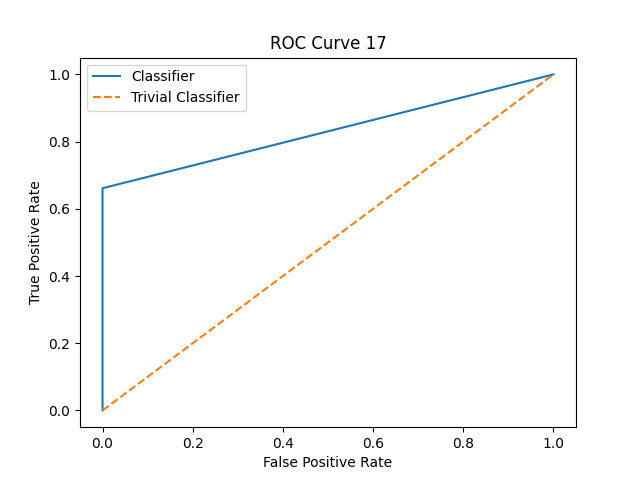 ROC Curve 17
Classifier
Trivial Classifier
True Positive Rate
1.0
0.8
0.6
0.4
0.2
0.0
0.0 0.2 0.4 0.6 0.8 1.0
False Positive Rate